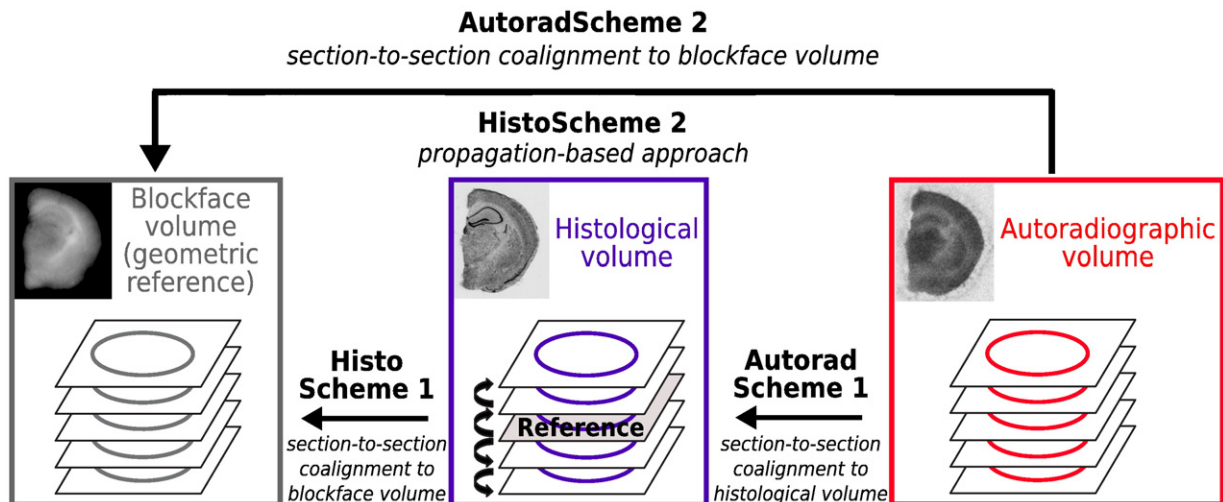 AutoradScheme 2
section-to-section coalignment to blockface volume
HistoScheme 2
propagation-based approach
Blockface
volume
(geometric
reference)
Histological
volume
Autoradiographic
volume
Histo
Scheme 1
section-to-section
coalignment to
blockface volume
Reference
Autorad
Scheme 1
section-to-section
coalignment to
histological volume